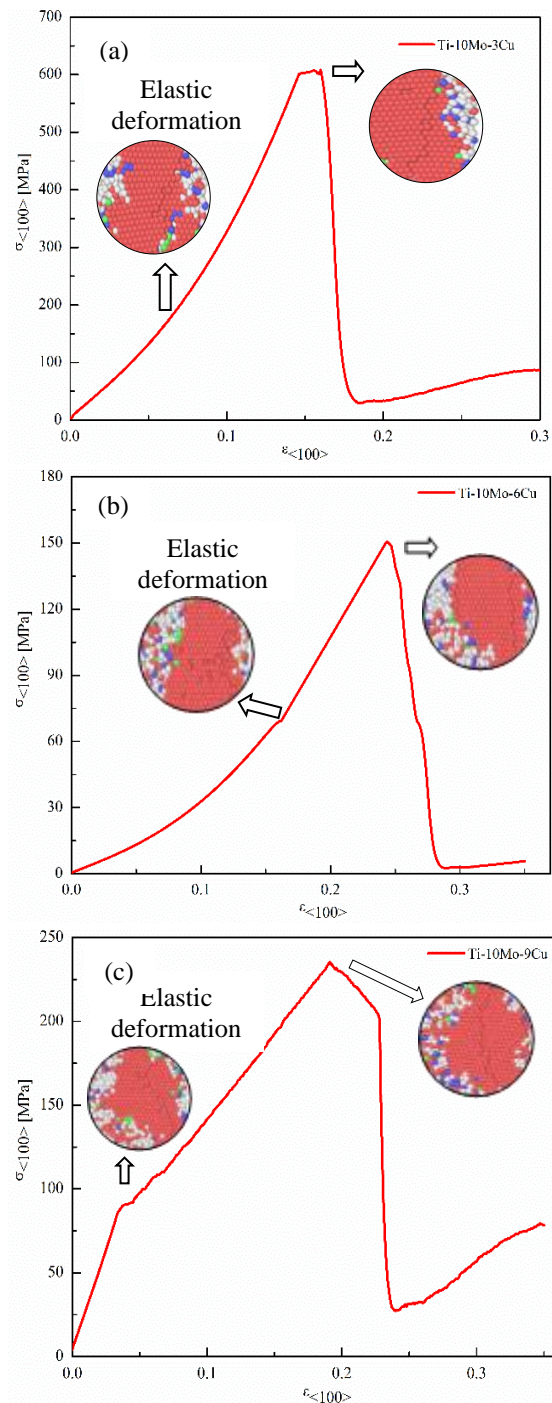 (a)
Ti-10Mo-3Cu
Elastic
deformation
σ<100> [MPa]
700
600
500
400
300
200
100
0
0.0
0.1
0.2
0.3
ε<100>
(b)
Ti-10Mo-6Cu
Elastic
deformation
σ<100> [MPa]
180
150
120
90
60
30
0
0.0
0.1
0.2
0.3
ε<100>
(c)
Ti-10Mo-9Cu
Elastic
deformation
σ<100> [MPa]
250
200
150
100
50
0
0.0
0.1
0.2
0.3
ε<100>